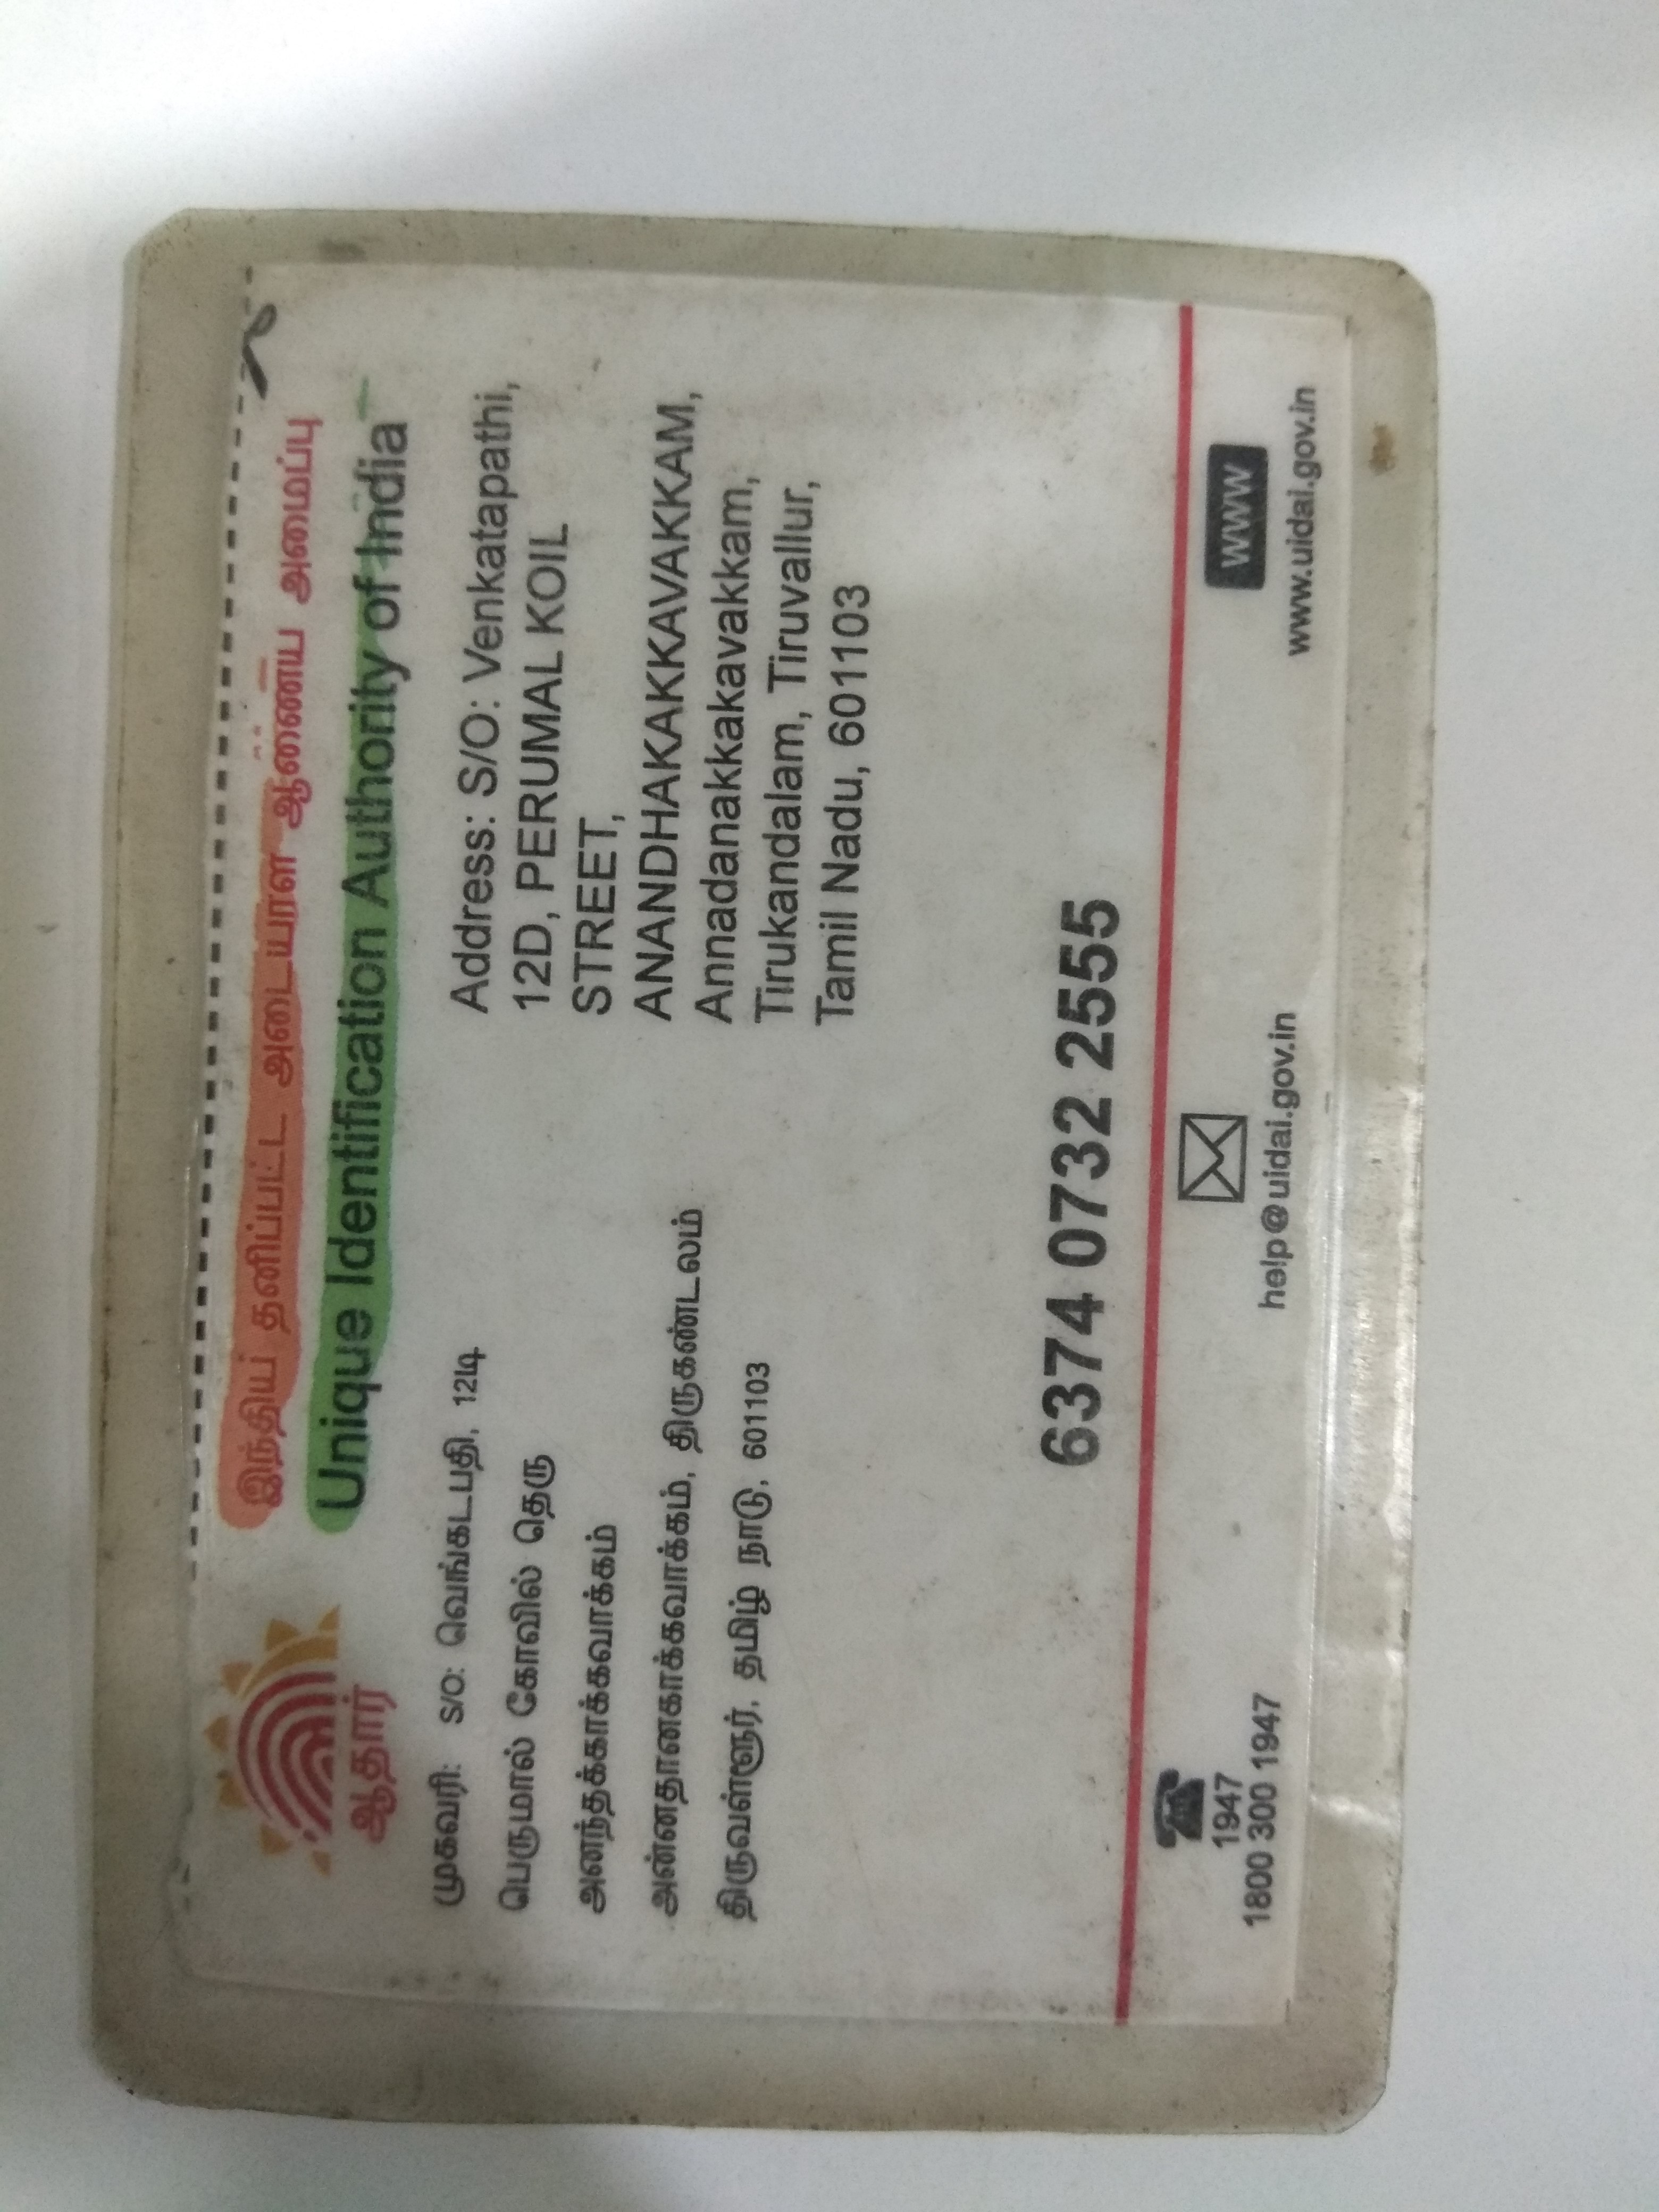 ஆதார்
இந்திய தனிப்பட்ட அடையாள ஆணைய அமைப்பு
Unique Identification Authority of India
முகவரி: S/O: வெங்கடபதி, 12டி
பெருமால் கோவில் தெரு
அனந்தக்காக்கவாக்கம்
அன்னதானகாக்கவாக்கம், திருகண்டலம்
திருவள்ளூர், தமிழ் நாடு, 601103
Address: S/O: Venkatapathi,
12D, PERUMAL KOIL
STREET,
ANANDHAKAKKAVAKKAM,
Annadanakkakavakkam,
Tirukandalam, Tiruvallur,
Tamil Nadu, 601103
6374 0732 2555
1947
1800 300 1947
help@uidai.gov.in
WWW
www.uidai.gov.in